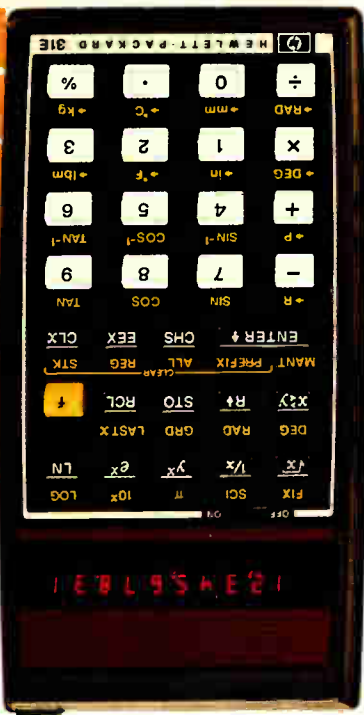 OFF ON
FIX SCI π 10ˣ LOG
√x 1/x yˣ eˣ LN
DEG RAD GRD LASTX
x≷y R↓ STO RCL f
CLEAR
MANT PREFIX ALL REG STK
ENTER↑ CHS EEX CLX
→R SIN COS TAN
− 7 8 9
→P SIN⁻¹ COS⁻¹ TAN⁻¹
+ 4 5 6
→DEG →in →°F →lbm
× 1 2 3
→RAD →mm →°C →kg
÷ 0 · %
hp HEWLETT·PACKARD 31E